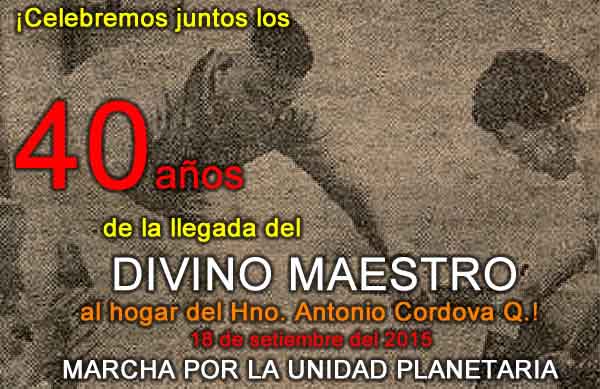 ¡Celebremos juntos los
40 años
de la llegada del
DIVINO MAESTRO
al hogar del Hno. Antonio Cordova Q.!
18 de setiembre del 2015
MARCHA POR LA UNIDAD PLANETARIA